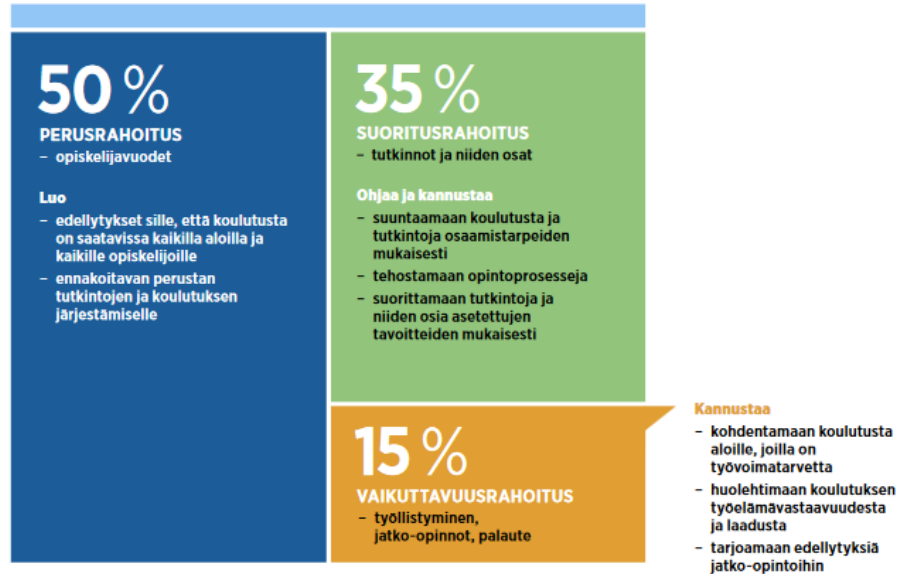 50 %
PERUSRAHOITUS
– opiskelijavuodet
Luo
– edellytykset sille, että koulutusta
on saatavissa kaikilla aloilla ja
kaikille opiskelijoille
– ennakoitavan perustan
tutkintojen ja koulutuksen
järjestämiselle
35 %
SUORITUSRAHOITUS
– tutkinnot ja niiden osat
Ohjaa ja kannustaa
– suuntaamaan koulutusta ja
tutkintoja osaamistarpeiden
mukaisesti
– tehostamaan opintoprosesseja
– suorittamaan tutkintoja ja
niiden osia asetettujen
tavoitteiden mukaisesti
15 %
VAIKUTTAVUUSRAHOITUS
– työllistyminen,
jatko-opinnot, palaute
Kannustaa
– kohdentamaan koulutusta
aloille, joilla on
työvoimatarvetta
– huolehtimaan koulutuksen
työelämävastaavuudesta
ja laadusta
– tarjoamaan edellytyksiä
jatko-opintoihin